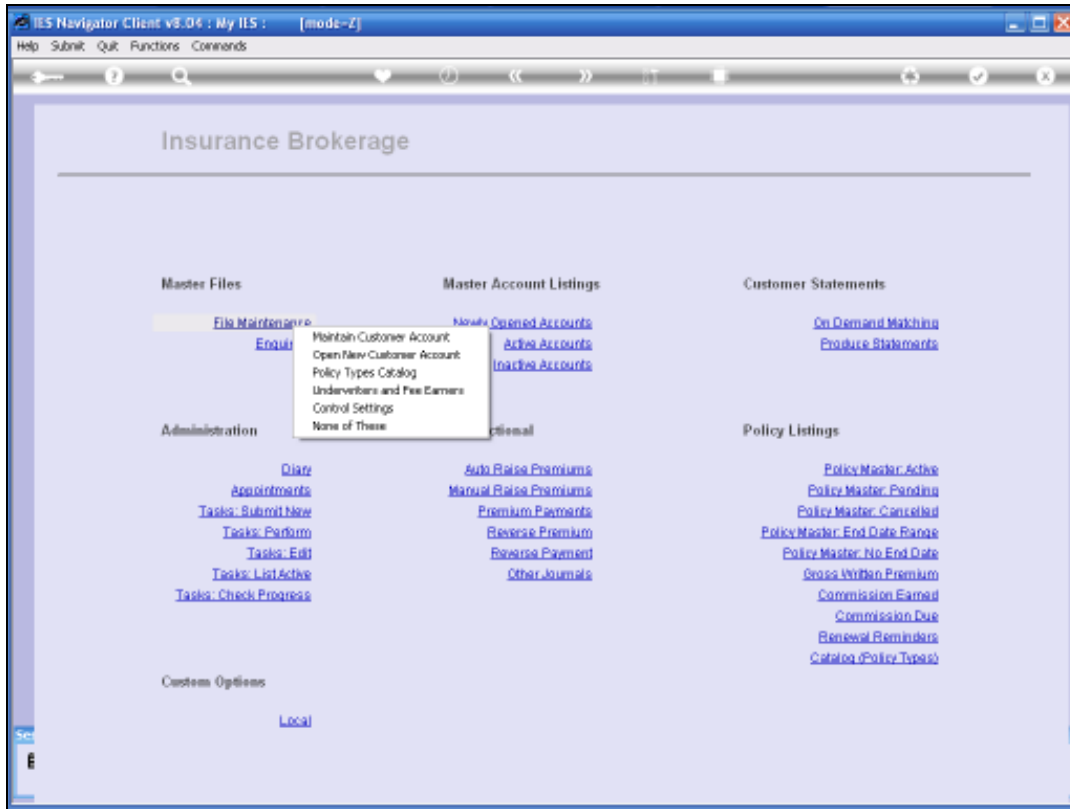 IES Navigator Client v8.04 : My IES : [mode-Z]
Help Submit Quit Functions Commands
Insurance Brokerage
Master Files
File Maintenance
Maintain Customer Account
Open New Customer Account
Policy Types Catalog
Underwriters and Fee Earners
Control Settings
None of These
Master Account Listings
Newly Opened Accounts
Active Accounts
Inactive Accounts
Customer Statements
On Demand Matching
Produce Statements
Administration
Diary
Appointments
Tasks: Submit New
Tasks: Perform
Tasks: Edit
Tasks: List Active
Tasks: Check Progress
Auto Raise Premiums
Manual Raise Premiums
Premium Payments
Reverse Premium
Reverse Payment
Other Journals
Policy Listings
Policy Master: Active
Policy Master: Pending
Policy Master: Cancelled
Policy Master: End Date Range
Policy Master: No End Date
Gross Written Premium
Commission Earned
Commission Due
Renewal Reminders
Catalog (Policy Types)
Custom Options
Local